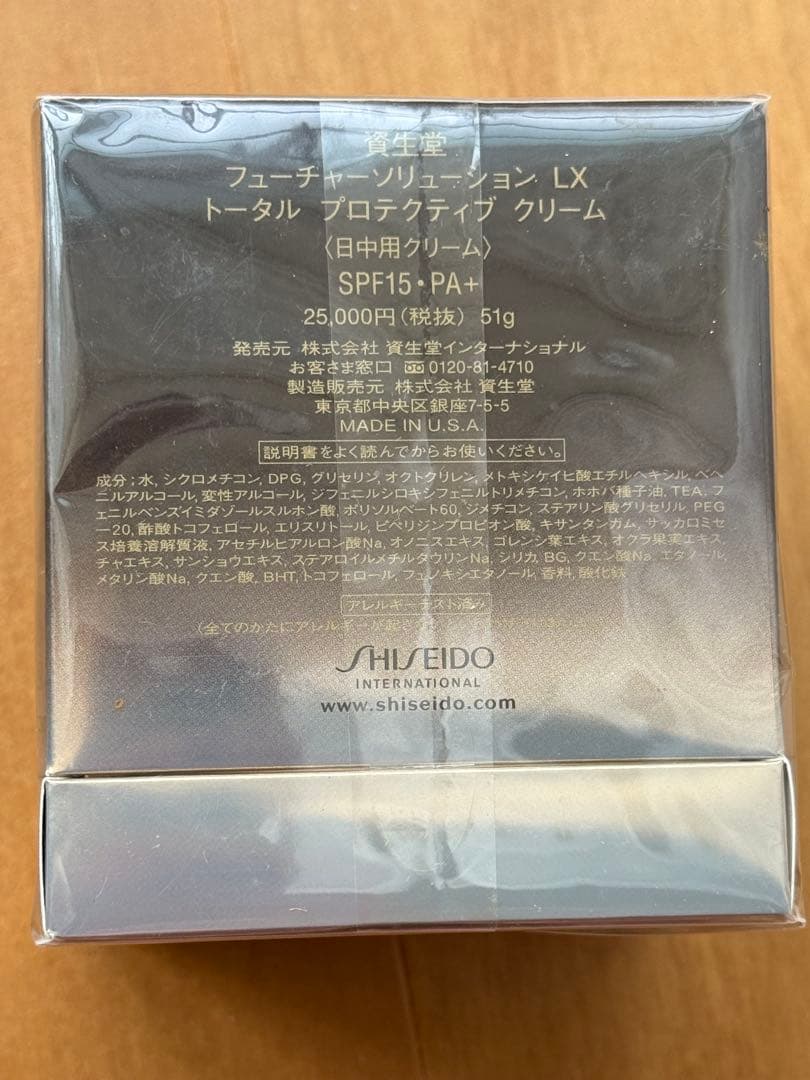 資生堂
フューチャーソリューション LX
トータル プロテクティブ クリーム
〈日中用クリーム〉
SPF15・PA+
25,000円(税抜) 51g
発売元 株式会社 資生堂インターナショナル
お客さま窓口 0120-81-4710
製造販売元 株式会社 資生堂
東京都中央区銀座7-5-5
MADE IN U.S.A.
説明書をよく読んでからお使いください。
成分:水, シクロメチコン, DPG, グリセリン, オクトクリレン, メトキシケイヒ酸エチルヘキシル, ベヘ
ニルアルコール, 変性アルコール, ジフェニルシロキシフェニルトリメチコン, ホホバ種子油, TEA, フ
ェニルベンズイミダゾールスルホン酸, ポリソルベート60, ジメチコン, ステアリン酸グリセリル, PEG
-20, 酢酸トコフェロール, エリスリトール, ピペリジンプロピオン酸, キサンタンガム, サッカロミセ
ス培養溶解質液, アセチルヒアルロン酸Na, オノニスエキス, ゴレンシ葉エキス, オクラ果実エキス,
チャエキス, サンショウエキス, ステアロイルメチルタウリンNa, シリカ, BG, クエン酸Na, エタノール,
メタリン酸Na, クエン酸, BHT, トコフェロール, フェノキシエタノール, 香料, 酸化鉄
アレルギーテスト済み
(全てのかたにアレルギーが起き
SHISEIDO
INTERNATIONAL
www.shiseido.com